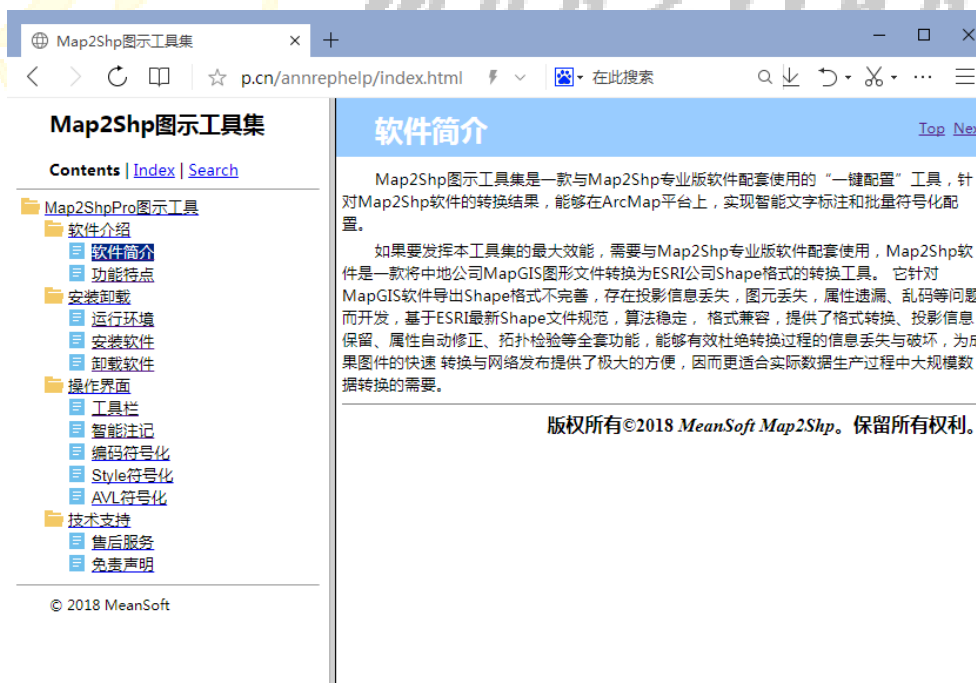 Map2Shp图示工具集
p.cn/annrephelp/index.html
在此搜索
Map2Shp图示工具集
Contents | Index | Search
Map2ShpPro图示工具
软件介绍
软件简介
功能特点
安装卸载
运行环境
安装软件
卸载软件
操作界面
工具栏
智能注记
编码符号化
Style符号化
AVL符号化
技术支持
售后服务
免责声明
© 2018 MeanSoft
软件简介
Top Nex
Map2Shp图示工具集是一款与Map2Shp专业版软件配套使用的“一键配置”工具，针
对Map2Shp软件的转换结果，能够在ArcMap平台上，实现智能文字标注和批量符号化配
置。
如果要发挥本工具集的最大效能，需要与Map2Shp专业版软件配套使用，Map2Shp软
件是一款将中地公司MapGIS图形文件转换为ESRI公司Shape格式的转换工具。 它针对
MapGIS软件导出Shape格式不完善，存在投影信息丢失，图元丢失，属性遗漏、乱码等问题
而开发，基于ESRI最新Shape文件规范，算法稳定， 格式兼容，提供了格式转换、投影信息
保留、属性自动修正、拓扑检验等全套功能，能够有效杜绝转换过程的信息丢失与破坏，为成
果图件的快速 转换与网络发布提供了极大的方便，因而更适合实际数据生产过程中大规模数
据转换的需要。
版权所有©2018 MeanSoft Map2Shp。保留所有权利。